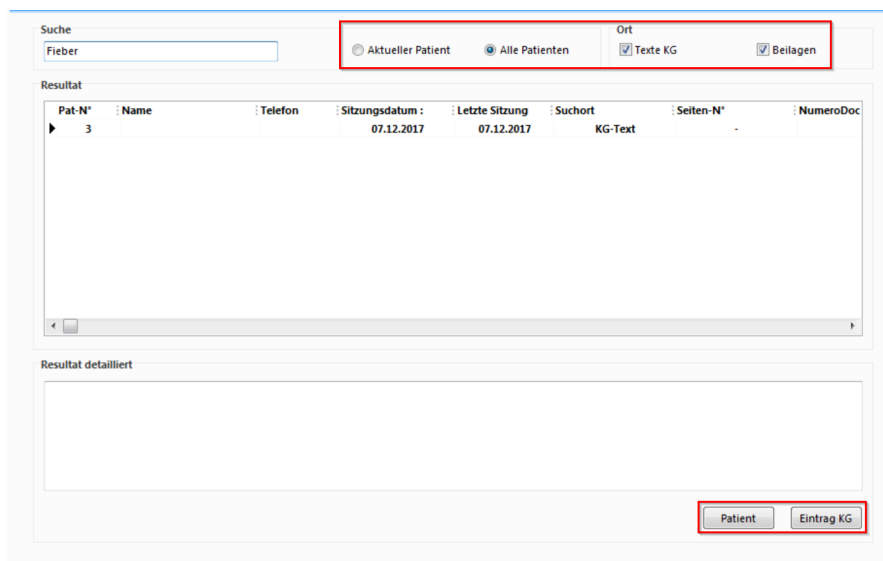 Suche
Ort
Fieber
Aktueller Patient Alle Patienten Texte KG Beilagen
Resultat
Pat-N° Name Telefon Sitzungsdatum : Letzte Sitzung Suchort Seiten-N° NumeroDoc
3 07.12.2017 07.12.2017 KG-Text -
Resultat detailliert
Patient Eintrag KG